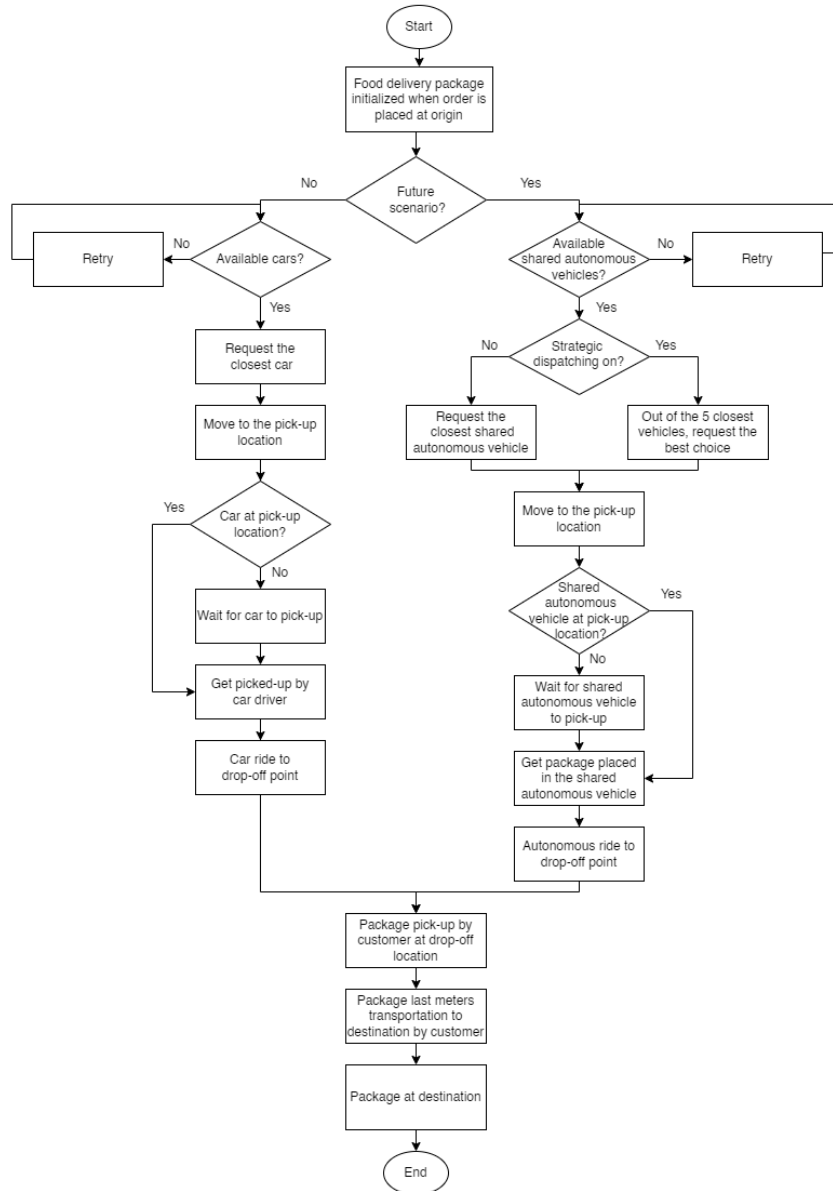 Start
Food delivery package
initialized when order is
placed at origin
No
Future
scenario?
Yes
Retry
No
Available cars?
Available
shared autonomous
vehicles?
No
Retry
Yes
Yes
Request the
closest car
No
Strategic
dispatching on?
Yes
Move to the pick-up
location
Request the
closest shared
autonomous vehicle
Out of the 5 closest
vehicles, request the
best choice
Yes
Car at pick-up
location?
Move to the pick-up
location
No
Shared
autonomous
vehicle at pick-up
location?
Yes
Wait for car to pick-up
No
Get picked-up by
car driver
Wait for shared
autonomous vehicle
to pick-up
Car ride to
drop-off point
Get package placed
in the shared
autonomous vehicle
Autonomous ride to
drop-off point
Package pick-up by
customer at drop-off
location
Package last meters
transportation to
destination by customer
Package at destination
End